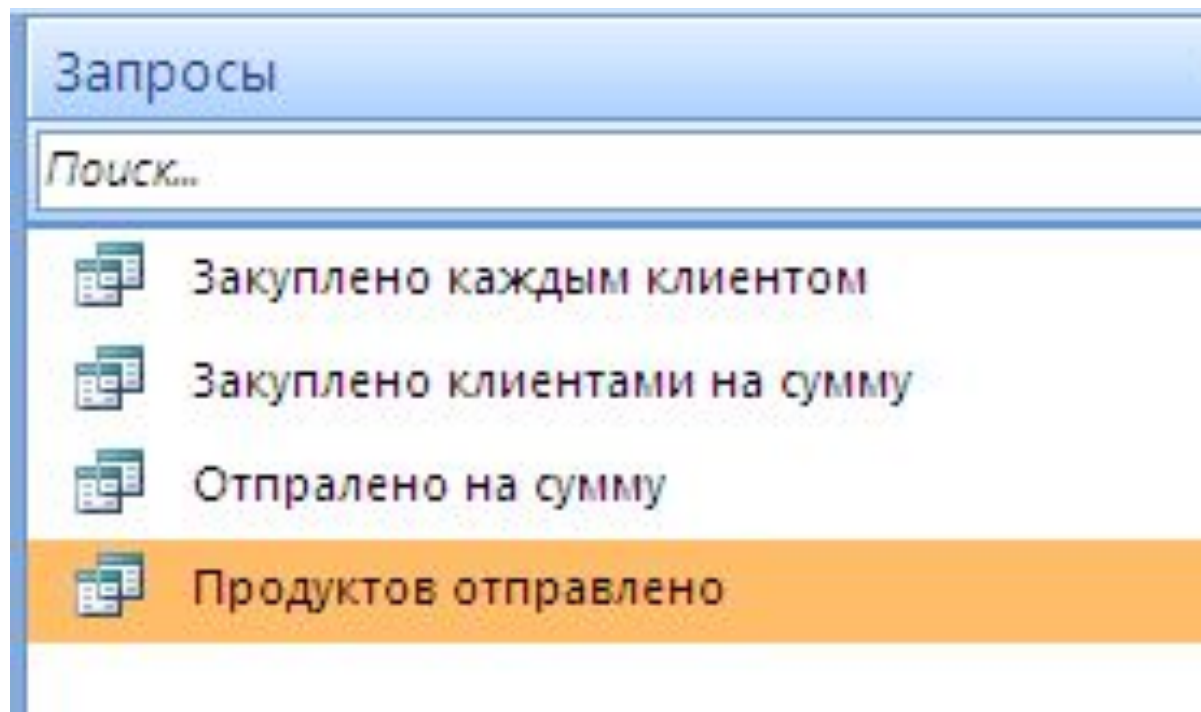 Запросы
Поиск...
Закуплено каждым клиентом
Закуплено клиентами на сумму
Отпралено на сумму
Продуктов отправлено